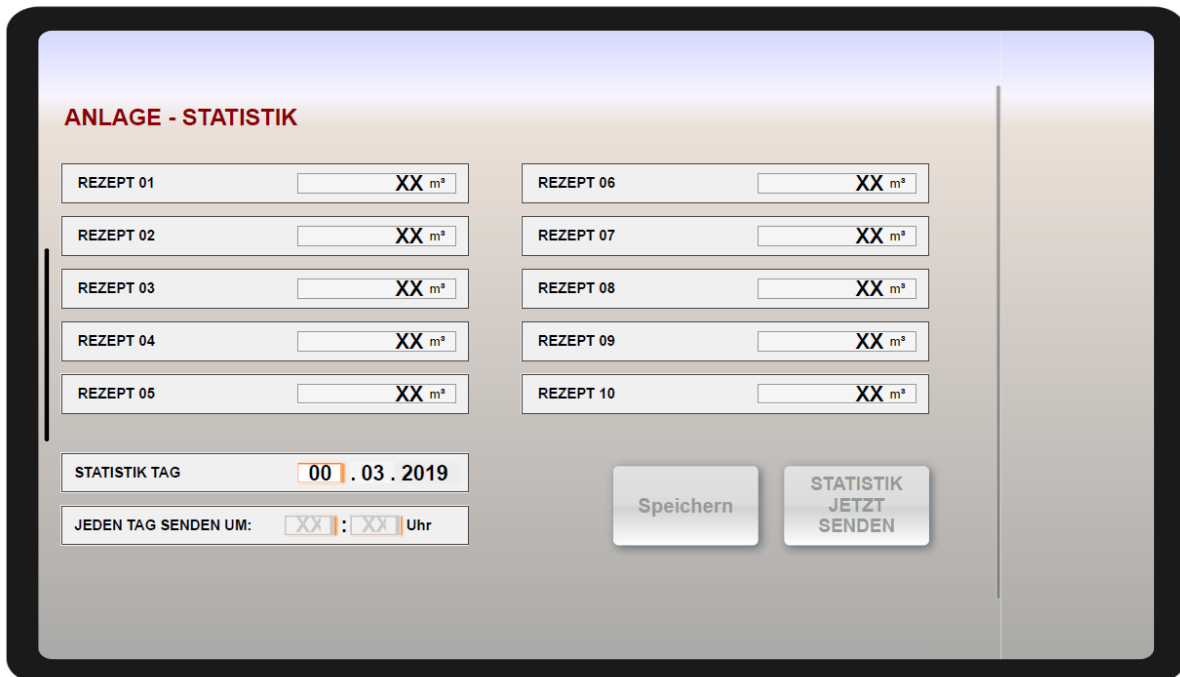 ANLAGE - STATISTIK
REZEPT 01 XX m³
REZEPT 02 XX m³
REZEPT 03 XX m³
REZEPT 04 XX m³
REZEPT 05 XX m³
REZEPT 06 XX m³
REZEPT 07 XX m³
REZEPT 08 XX m³
REZEPT 09 XX m³
REZEPT 10 XX m³
STATISTIK TAG 00 . 03 . 2019
JEDEN TAG SENDEN UM: XX : XX Uhr
Speichern
STATISTIK
JETZT
SENDEN